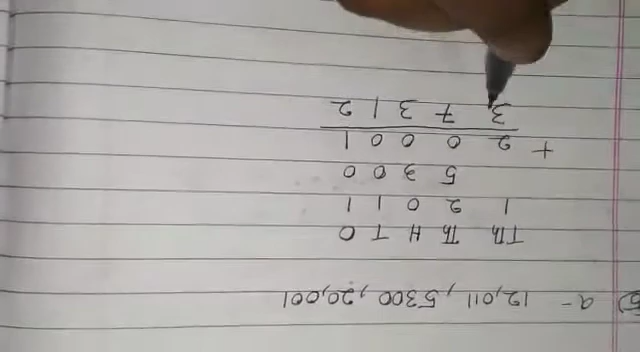 5) a- 12,011, 5300, 20,001
TTh Th H T O
1 2 0 1 1
5 3 0 0
+ 2 0 0 0 1
3 7 3 1 2